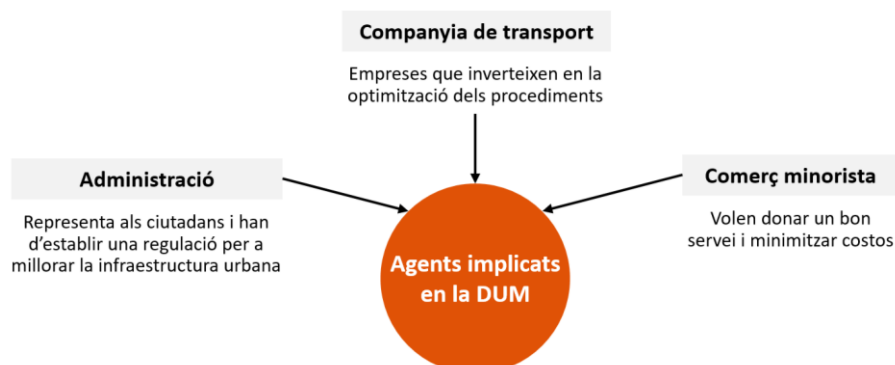 Companyia de transport
Empreses que inverteixen en la
optimització dels procediments
Administració
Representa als ciutadans i han
d’establir una regulació per a
millorar la infraestructura urbana
Comerç minorista
Volen donar un bon
servei i minimitzar costos
Agents implicats
en la DUM